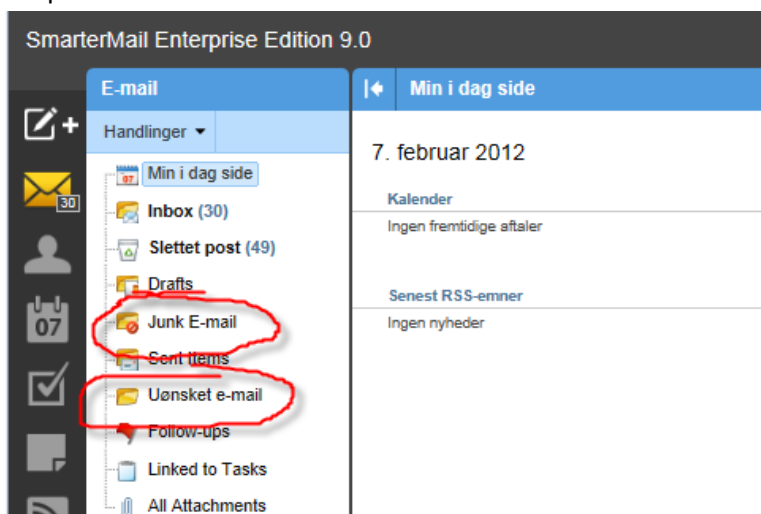 SmarterMail Enterprise Edition 9.0
E-mail
Min i dag side
Handlinger
7. februar 2012
07 Min i dag side
30
Kalender
Inbox (30)
Ingen fremtidige aftaler
Slettet post (49)
Drafts
Senest RSS-emner
07
Junk E-mail
Ingen nyheder
Sent Items
Uønsket e-mail
Follow-ups
Linked to Tasks
All Attachments